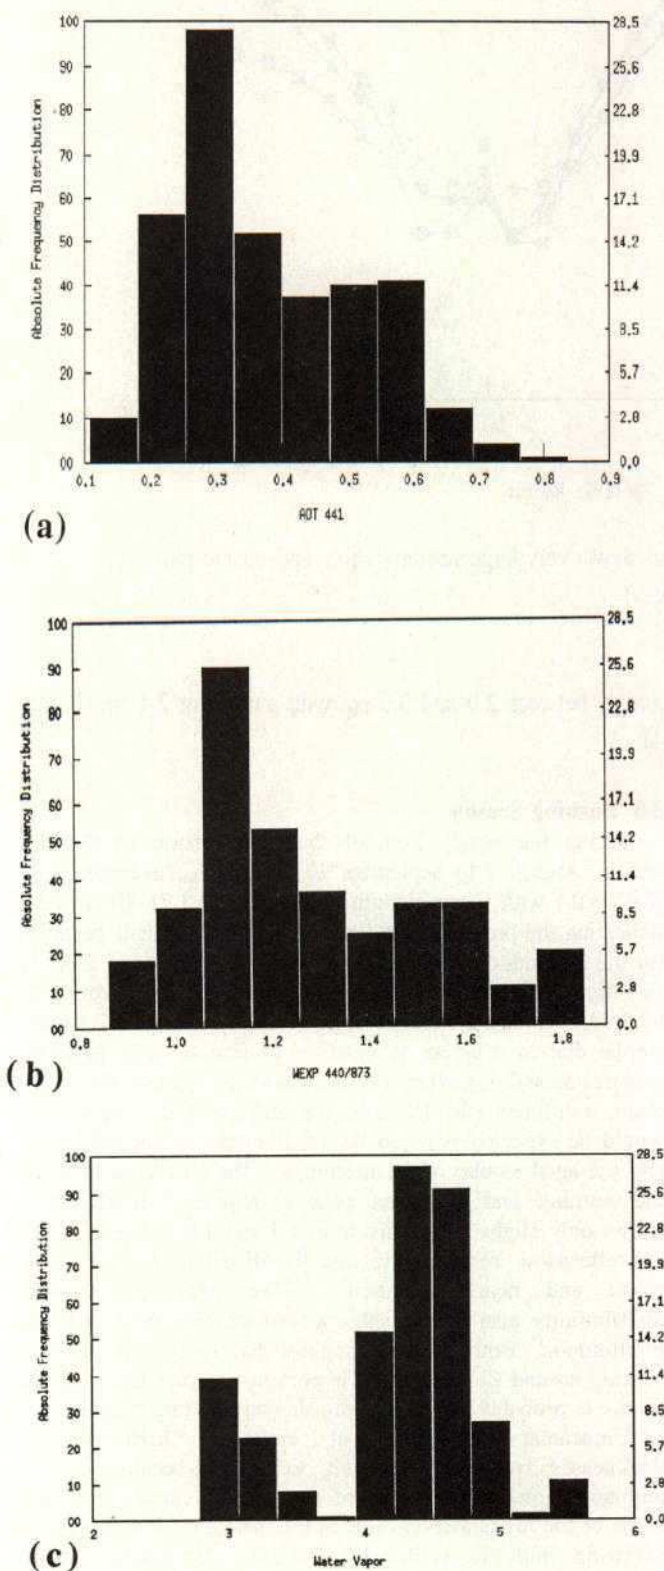 100 28.5
90 25.6
80 22.8
70 19.9
60 17.1
50 14.2
40 11.4
30 8.5
20 5.7
10 2.8
00 0.0
Absolute Frequency Distribution
0.1 0.2 0.3 0.4 0.5 0.6 0.7 0.8 0.9
AOT 441
(a)
100 28.5
90 25.6
80 22.8
70 19.9
60 17.1
50 14.2
40 11.4
30 8.5
20 5.7
10 2.8
00 0.0
Absolute Frequency Distribution
0.8 1.0 1.2 1.4 1.6 1.8
WEXP 440/873
(b)
100 28.5
90 25.6
80 22.8
70 19.9
60 17.1
50 14.2
40 11.4
30 8.5
20 5.7
10 2.8
00 0.0
Absolute Frequency Distribution
2 3 4 5 6
Water Vapor
(c)